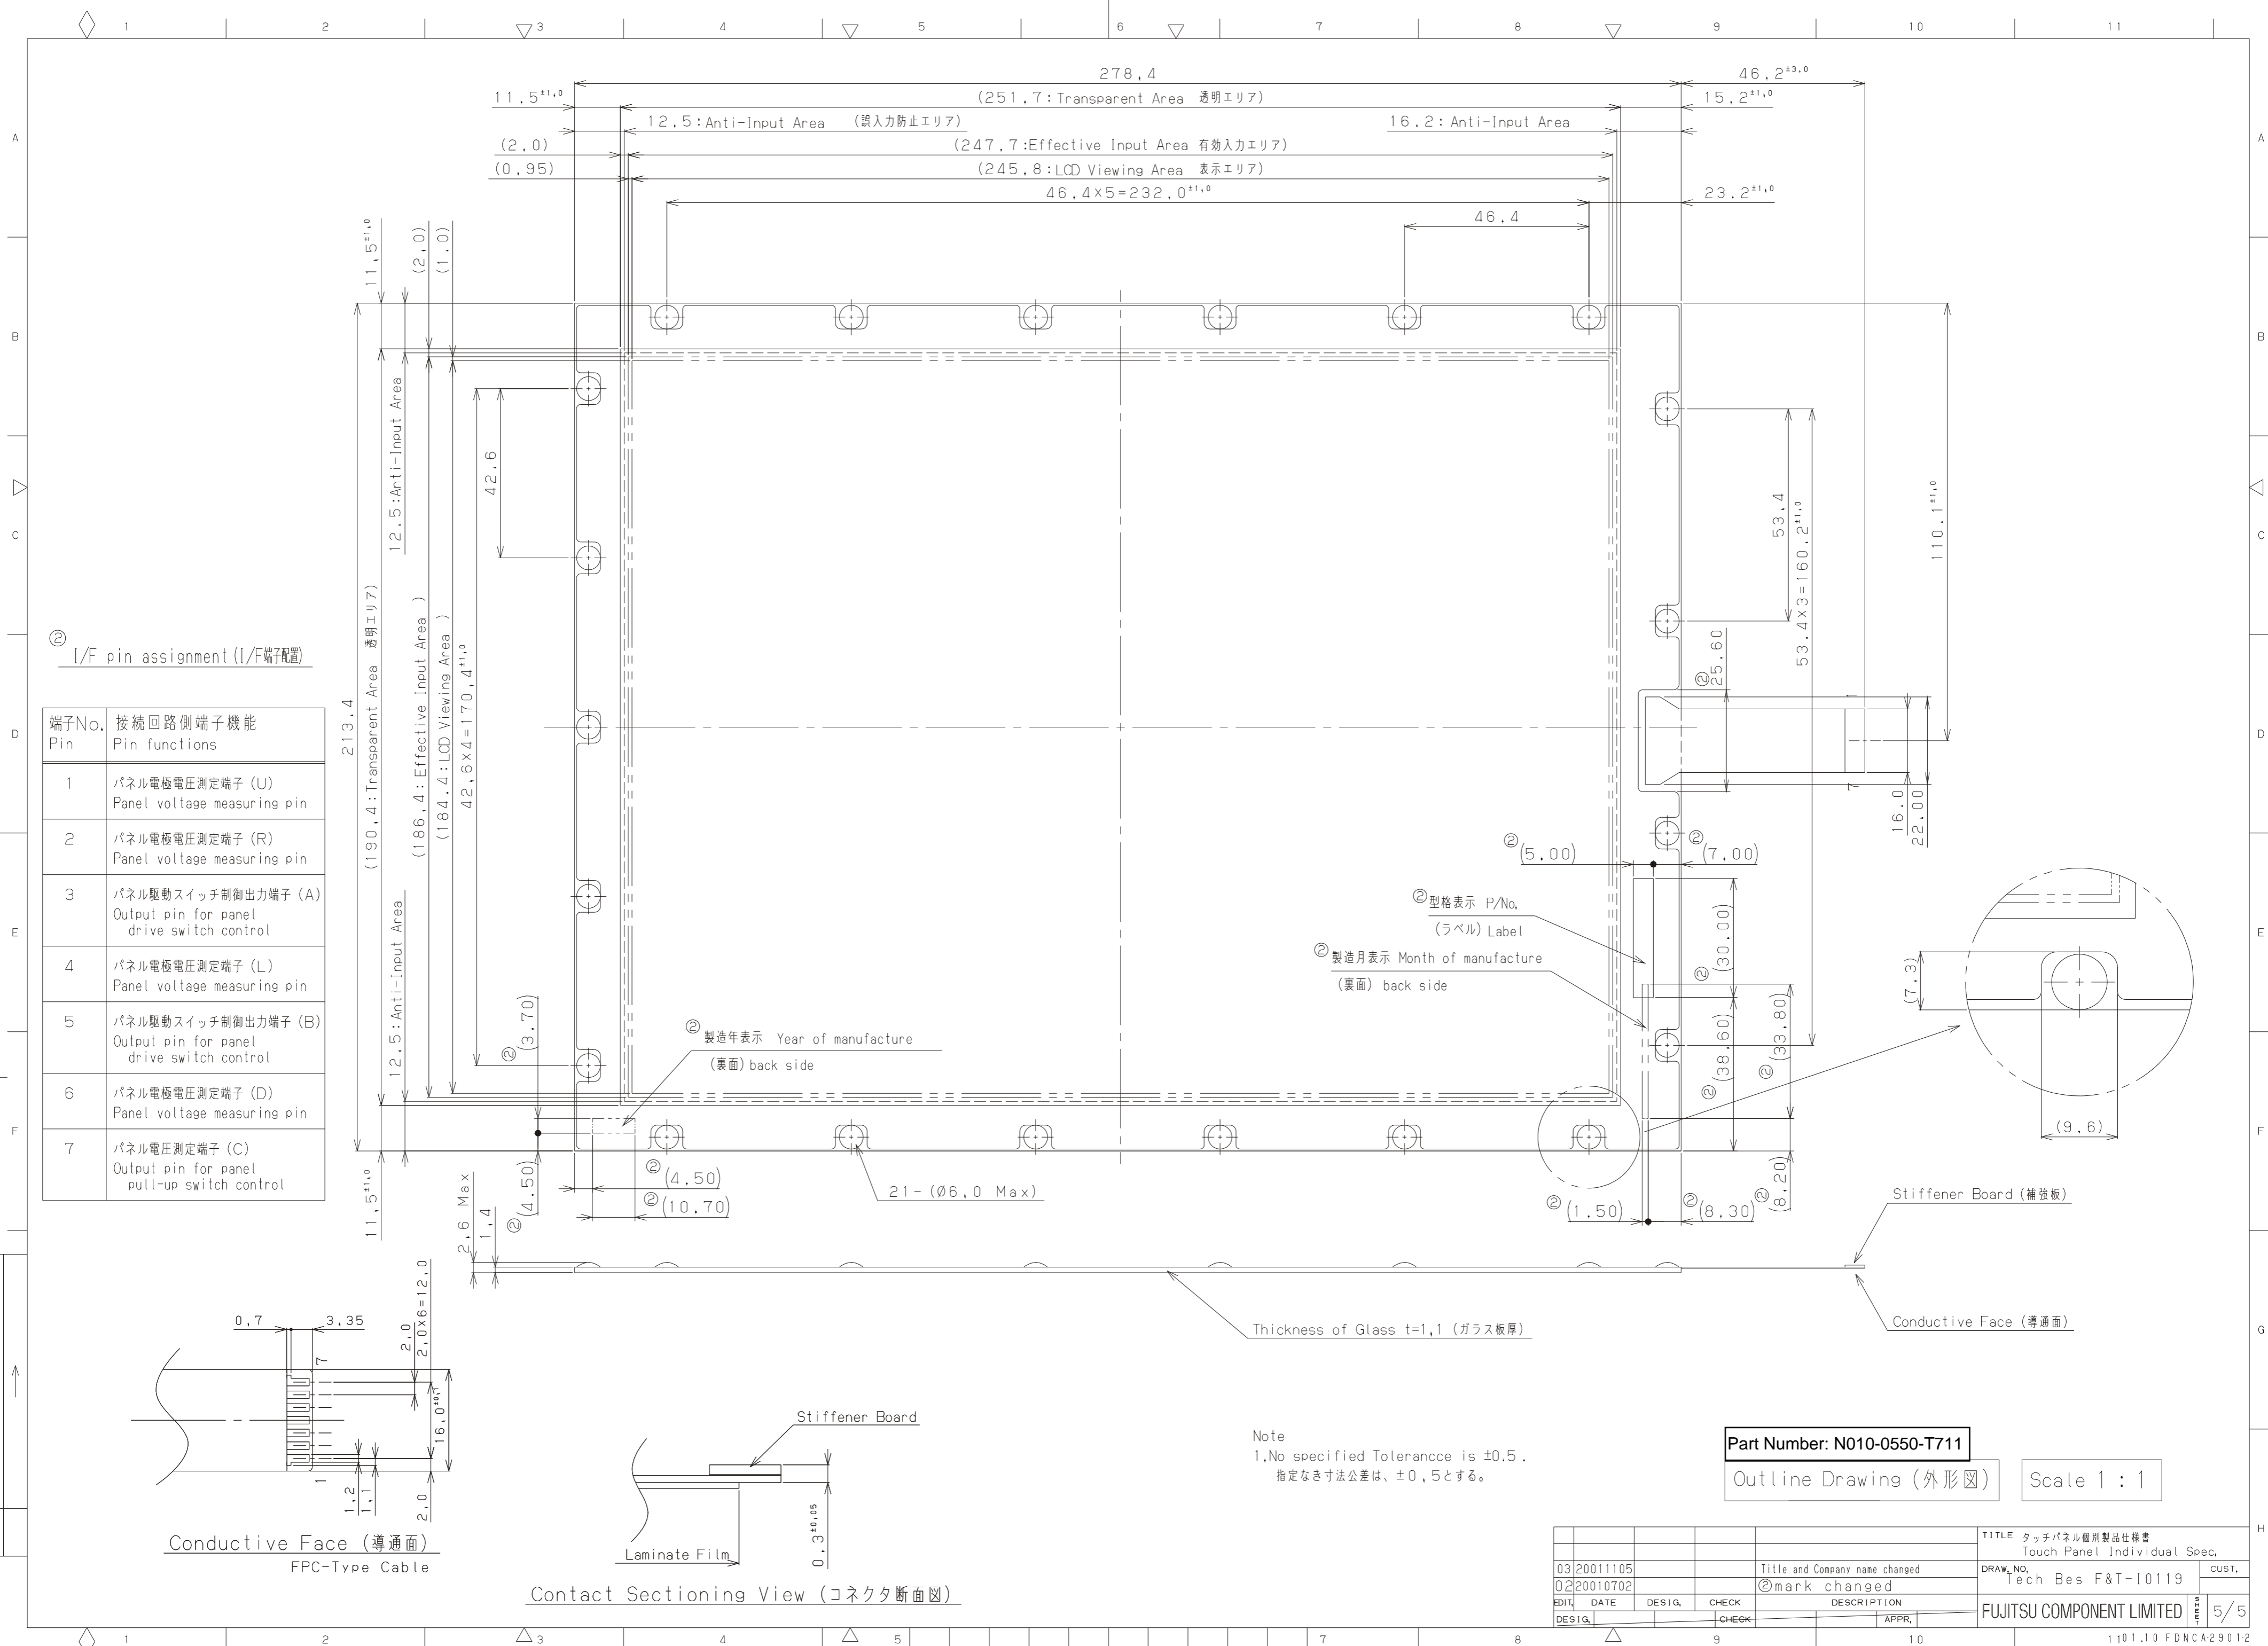 1 2 3 4 5 6 7 8 9 10 11
A
B
C
D
E
F
G
H
278,4
46,2±3,0
11,5±1,0
(251,7:Transparent Area 透明エリア)
15,2±1,0
12,5:Anti-Input Area (誤入力防止エリア)
16.2: Anti-Input Area
(2,0)
(247,7:Effective Input Area 有効入力エリア)
(0,95)
(245,8:LCD Viewing Area 表示エリア)
46,4×5=232,0±1,0
23.2±1,0
46,4
11,5±1,0
(2,0)
(1.0)
12.5:Anti-Input Area
42.6
213.4
(190,4:Transparent Area 透明エリア)
(186,4:Effective Input Area )
(184.4:LCD Viewing Area )
42,6×4=170,4±1,0
12,5:Anti-Input Area
11,5±1,0
53,4
53.4×3=160.2±1,0
110.1±1,0
②25,60
1
7
16.0
22,00
② I/F pin assignment (I/F端子配置)
端子No. 接続回路側端子機能
Pin Pin functions
1 パネル電極電圧測定端子 (U)
Panel voltage measuring pin
2 パネル電極電圧測定端子 (R)
Panel voltage measuring pin
3 パネル駆動スイッチ制御出力端子 (A)
Output pin for panel
drive switch control
4 パネル電極電圧測定端子 (L)
Panel voltage measuring pin
5 パネル駆動スイッチ制御出力端子 (B)
Output pin for panel
drive switch control
6 パネル電極電圧測定端子 (D)
Panel voltage measuring pin
7 パネル電圧測定端子 (C)
Output pin for panel
pull-up switch control
②(5,00)
②(7,00)
②型格表示 P/No.
(ラベル) Label
②製造月表示 Month of manufacture
(裏面) back side
②(30,00)
②(38,60)
②(33,80)
②(8,20)
②(1,50)
②(8,30)
②製造年表示 Year of manufacture
(裏面) back side
②(3,70)
②(4,50)
②(4,50)
②(10,70)
21-(Ø6,0 Max)
(7,3)
(9,6)
2,6 Max
1,4
Stiffener Board (補強板)
Conductive Face (導通面)
Thickness of Glass t=1,1 (ガラス板厚)
0,7
3,35
2,0
2,0×6=12,0
16,0±0,1
7
1
1,2
1,1
2,0
Conductive Face (導通面)
FPC-Type Cable
Stiffener Board
Laminate Film
0,3±0,05
Contact Sectioning View (コネクタ断面図)
Note
1,No specified Tolerancce is ±0.5.
指定なき寸法公差は、±0,5とする。
Part Number: N010-0550-T711
Outline Drawing (外形図)
Scale 1 : 1
03 20011105 Title and Company name changed
02 20010702 ②mark changed
EDIT, DATE DESIG, CHECK DESCRIPTION
DESIG, CHECK APPR,
TITLE タッチパネル個別製品仕様書
Touch Panel Individual Spec,
DRAW, NO, Tech Bes F&T-I0119 CUST,
FUJITSU COMPONENT LIMITED SHEET 5/5
1 2 3 4 5 7 8 9 10 11
01,10 FDNCA-2901-2